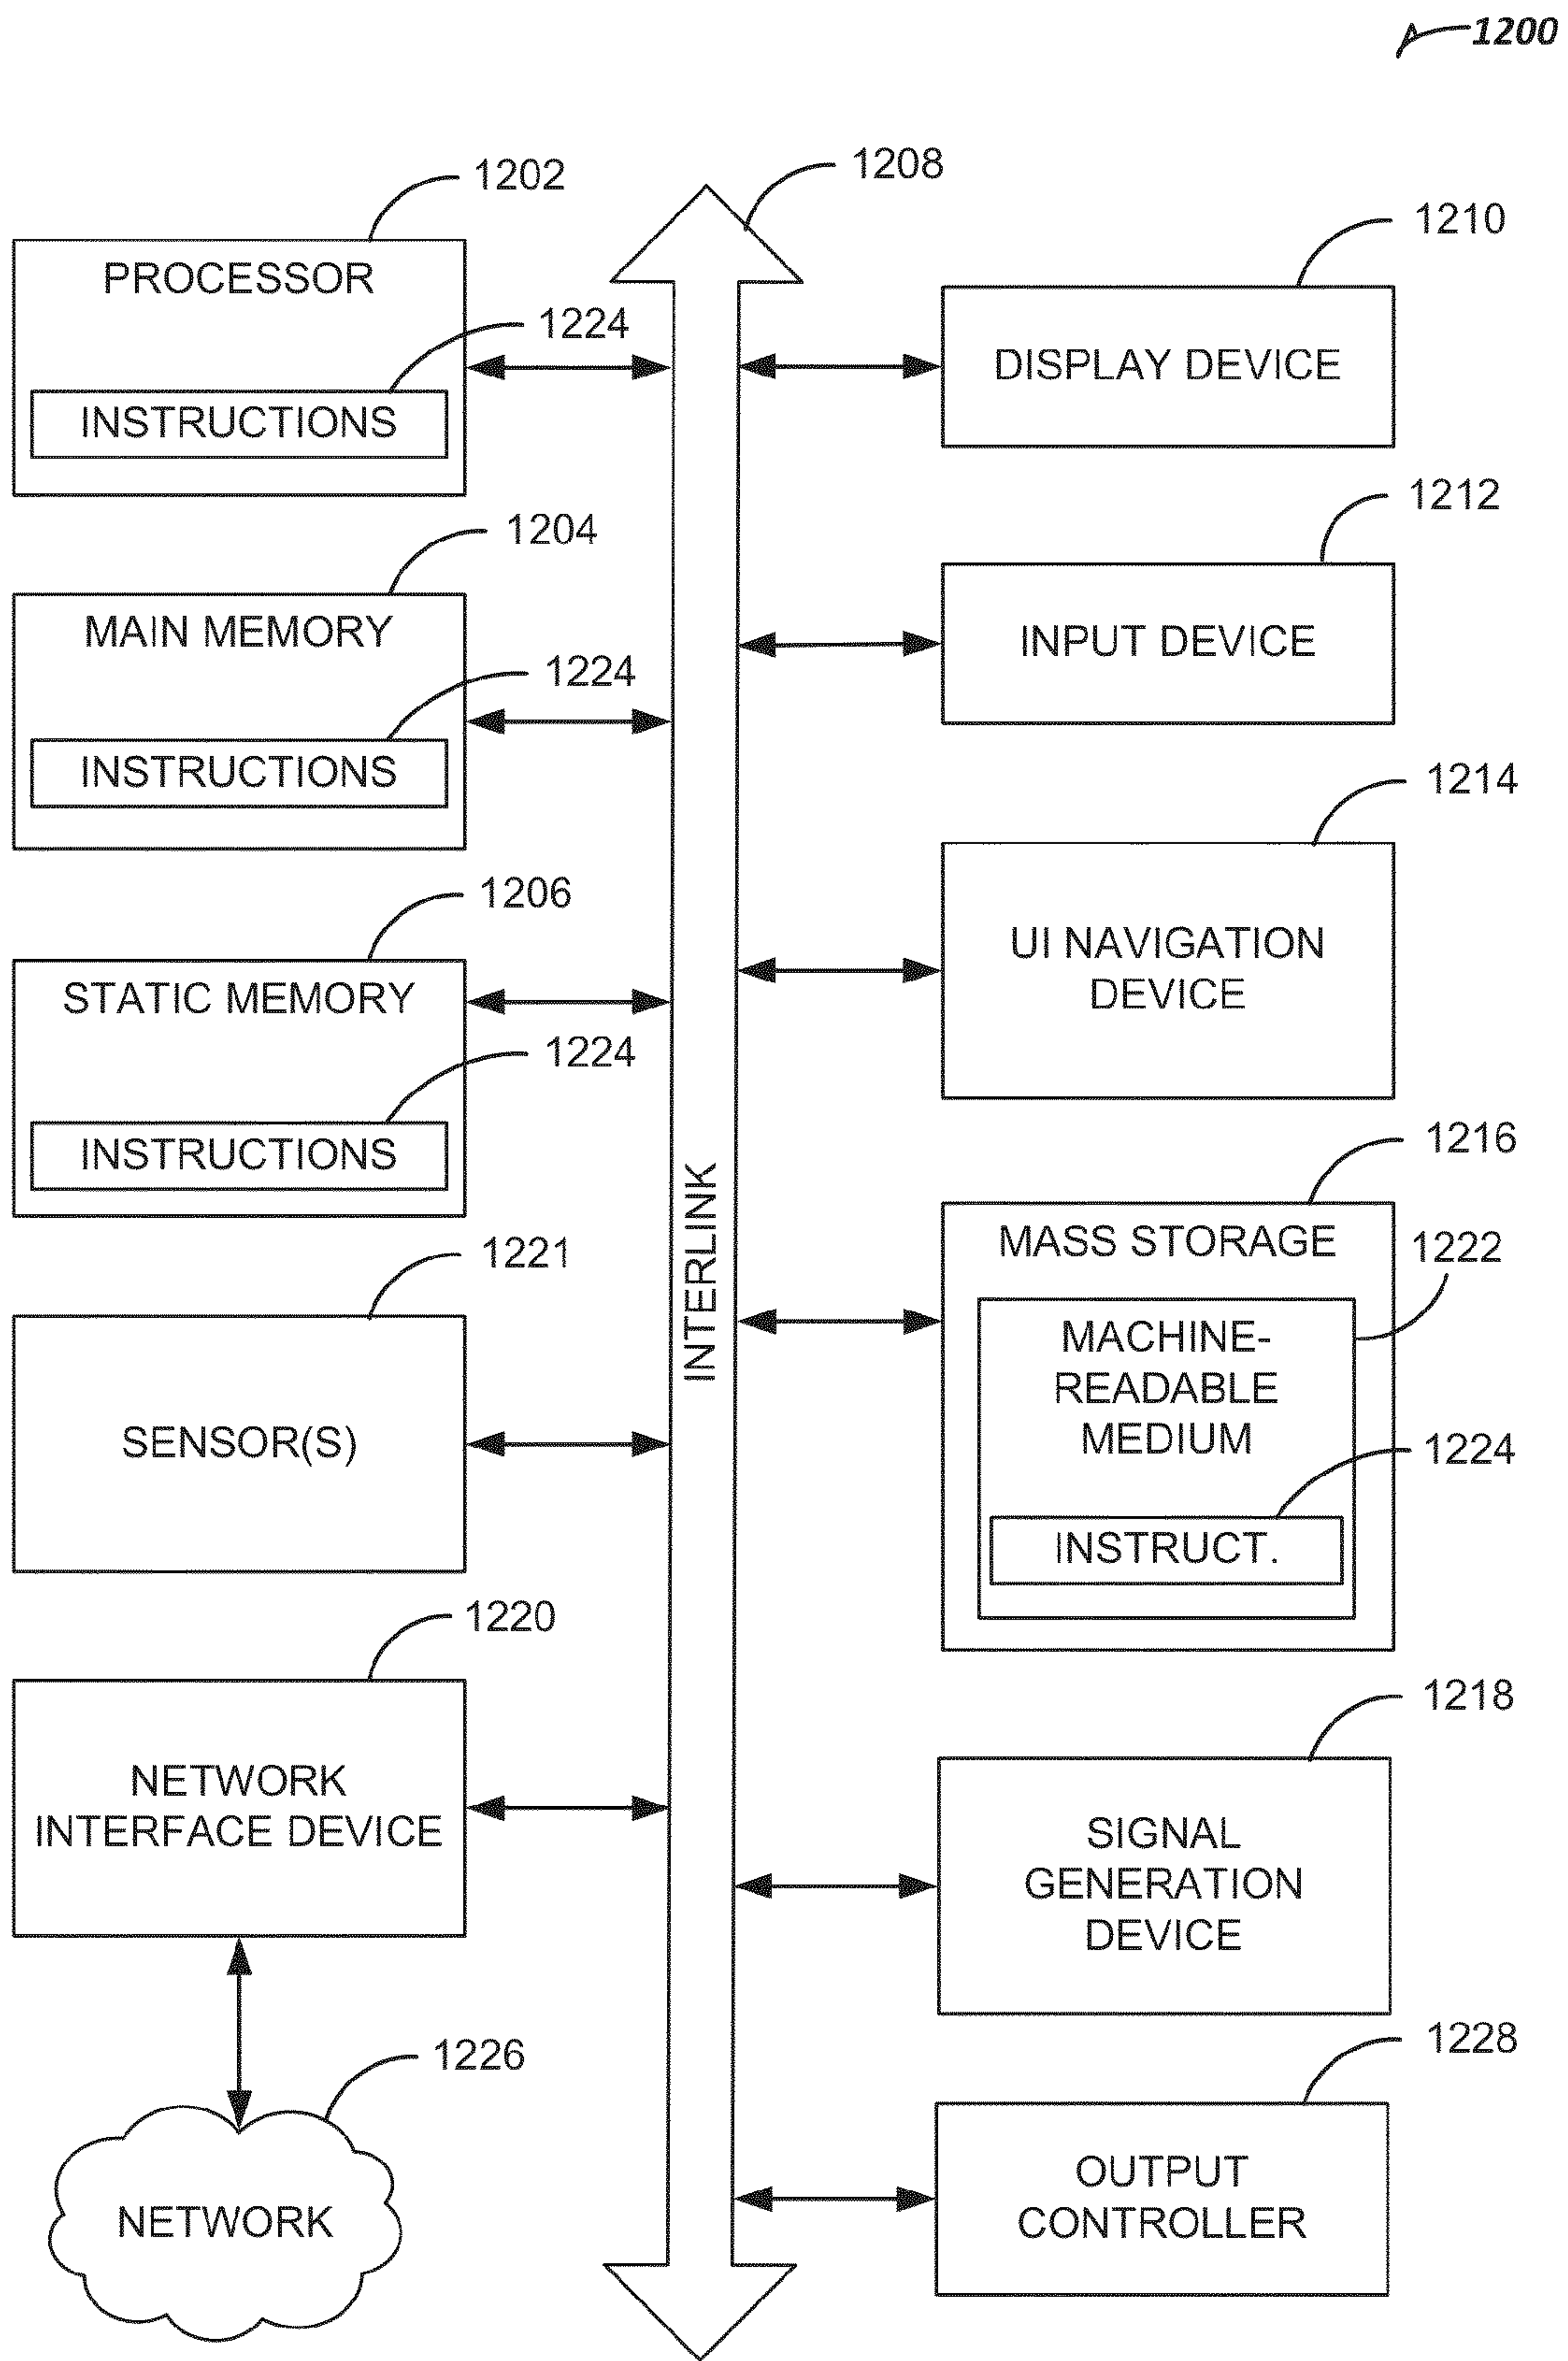 1200
1202
PROCESSOR
1224
INSTRUCTIONS
1204
MAIN MEMORY
1224
INSTRUCTIONS
1206
STATIC MEMORY
1224
INSTRUCTIONS
1221
SENSOR(S)
1220
NETWORK
INTERFACE DEVICE
1226
NETWORK
1208
INTERLINK
1210
DISPLAY DEVICE
1212
INPUT DEVICE
1214
UI NAVIGATION
DEVICE
1216
MASS STORAGE
1222
MACHINE-
READABLE
MEDIUM
1224
INSTRUCT.
1218
SIGNAL
GENERATION
DEVICE
1228
OUTPUT
CONTROLLER